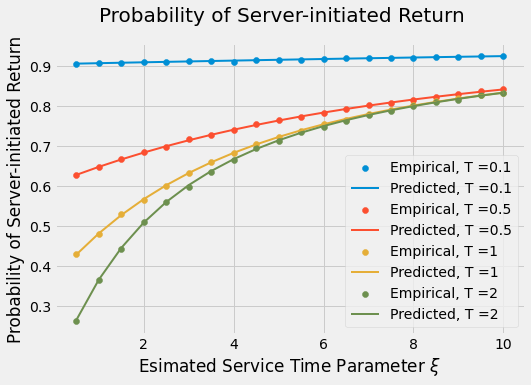 Probability of Server-initiated Return
Probability of Server-initiated Return
0.9
0.8
0.7
0.6
0.5
0.4
0.3
Empirical, T =0.1
Predicted, T =0.1
Empirical, T =0.5
Predicted, T =0.5
Empirical, T =1
Predicted, T =1
Empirical, T =2
Predicted, T =2
2 4 6 8 10
Esimated Service Time Parameter ξ